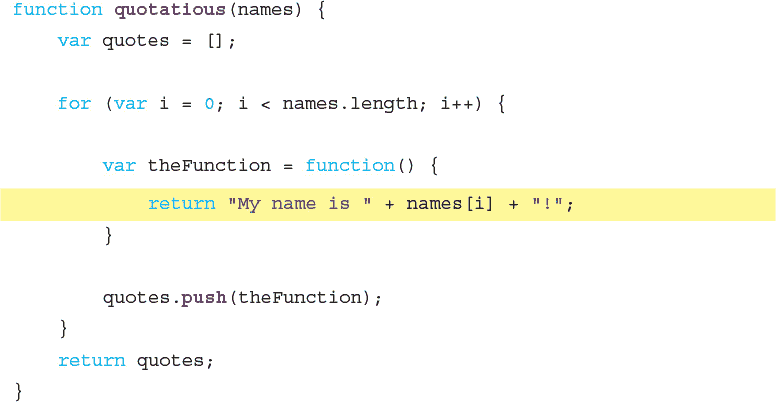 function quotatious(names) {
    var quotes = [];
    for (var i = 0; i < names.length; i++) {
        var theFunction = function() {
            return "My name is " + names[i] + "!";
        }
        quotes.push(theFunction);
    }
    return quotes;
}